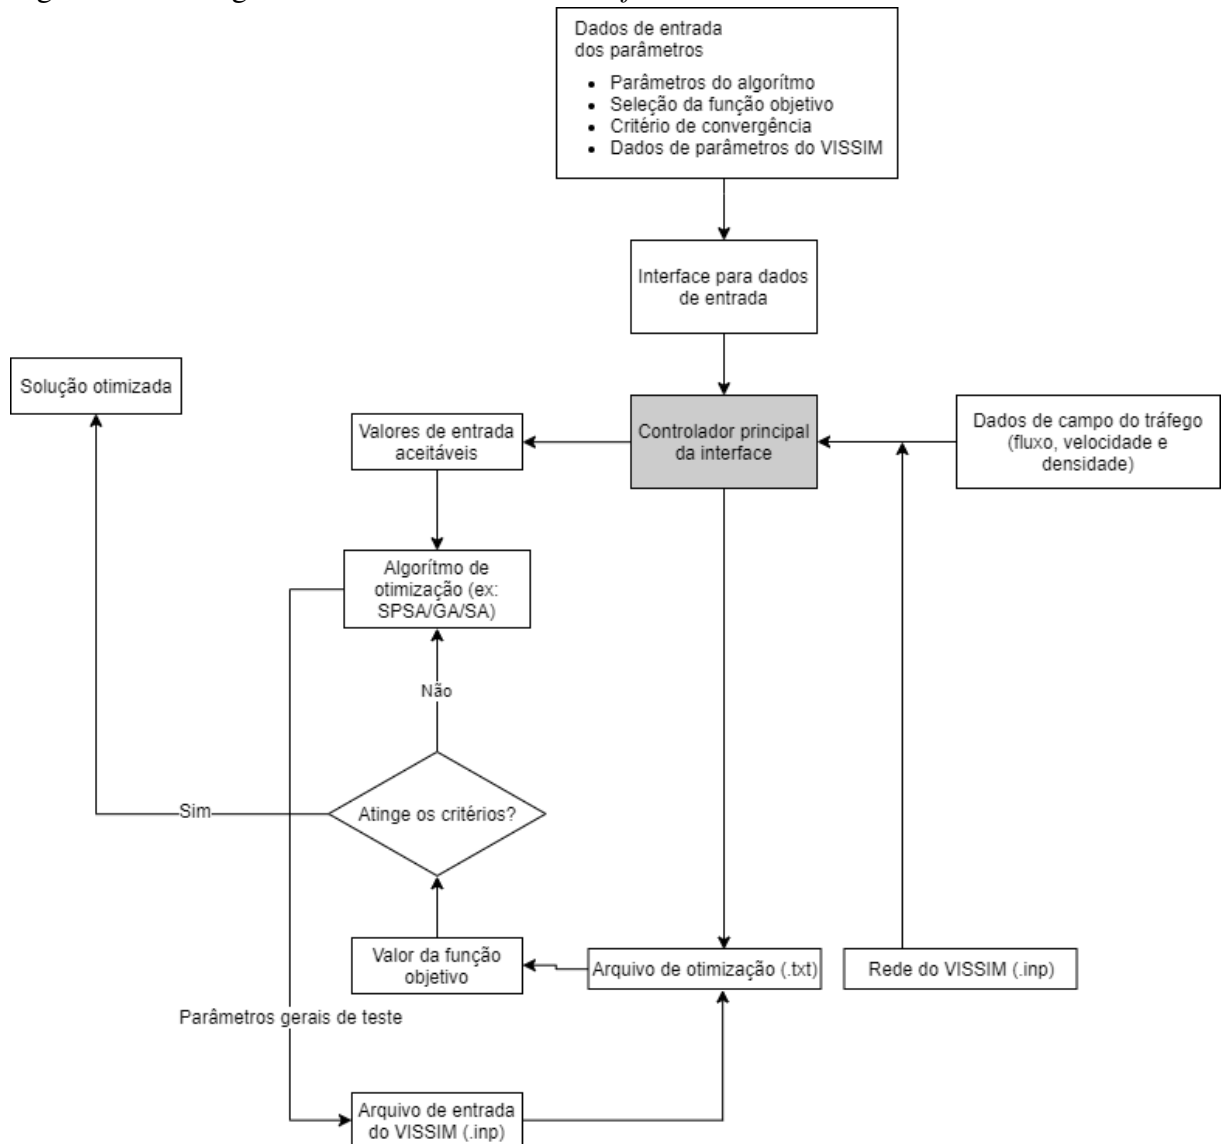 Dados de entrada
dos parâmetros
• Parâmetros do algorítmo
• Seleção da função objetivo
• Critério de convergência
• Dados de parâmetros do VISSIM
Interface para dados
de entrada
Solução otimizada
Valores de entrada
aceitáveis
Controlador principal
da interface
Dados de campo do tráfego
(fluxo, velocidade e
densidade)
Algorítmo de
otimização (ex:
SPSA/GA/SA)
Não
Sim
Atinge os critérios?
Valor da função
objetivo
Arquivo de otimização (.txt)
Rede do VISSIM (.inp)
Parâmetros gerais de teste
Arquivo de entrada
do VISSIM (.inp)